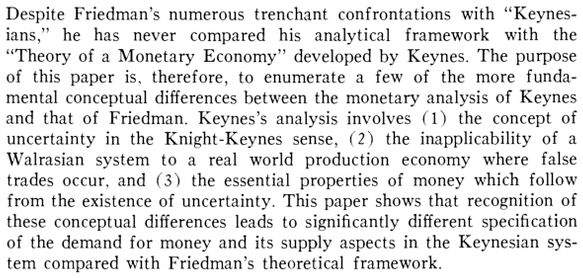 Despite Friedman's numerous trenchant confrontations with "Keynes-
ians," he has never compared his analytical framework with the
"Theory of a Monetary Economy" developed by Keynes. The purpose
of this paper is, therefore, to enumerate a few of the more funda-
mental conceptual differences between the monetary analysis of Keynes
and that of Friedman. Keynes's analysis involves (1) the concept of
uncertainty in the Knight-Keynes sense, (2) the inapplicability of a
Walrasian system to a real world production economy where false
trades occur, and (3) the essential properties of money which follow
from the existence of uncertainty. This paper shows that recognition of
these conceptual differences leads to significantly different specification
of the demand for money and its supply aspects in the Keynesian sys-
tem compared with Friedman's theoretical framework.